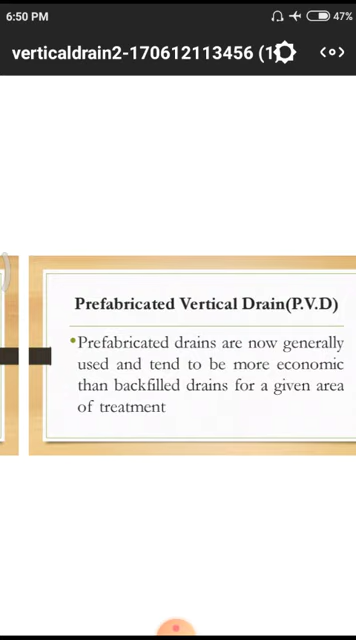 6:50 PM
47%
verticaldrain2-170612113456 (1
Prefabricated Vertical Drain(P.V.D)
•Prefabricated drains are now generally
used and tend to be more economic
than backfilled drains for a given area
of treatment